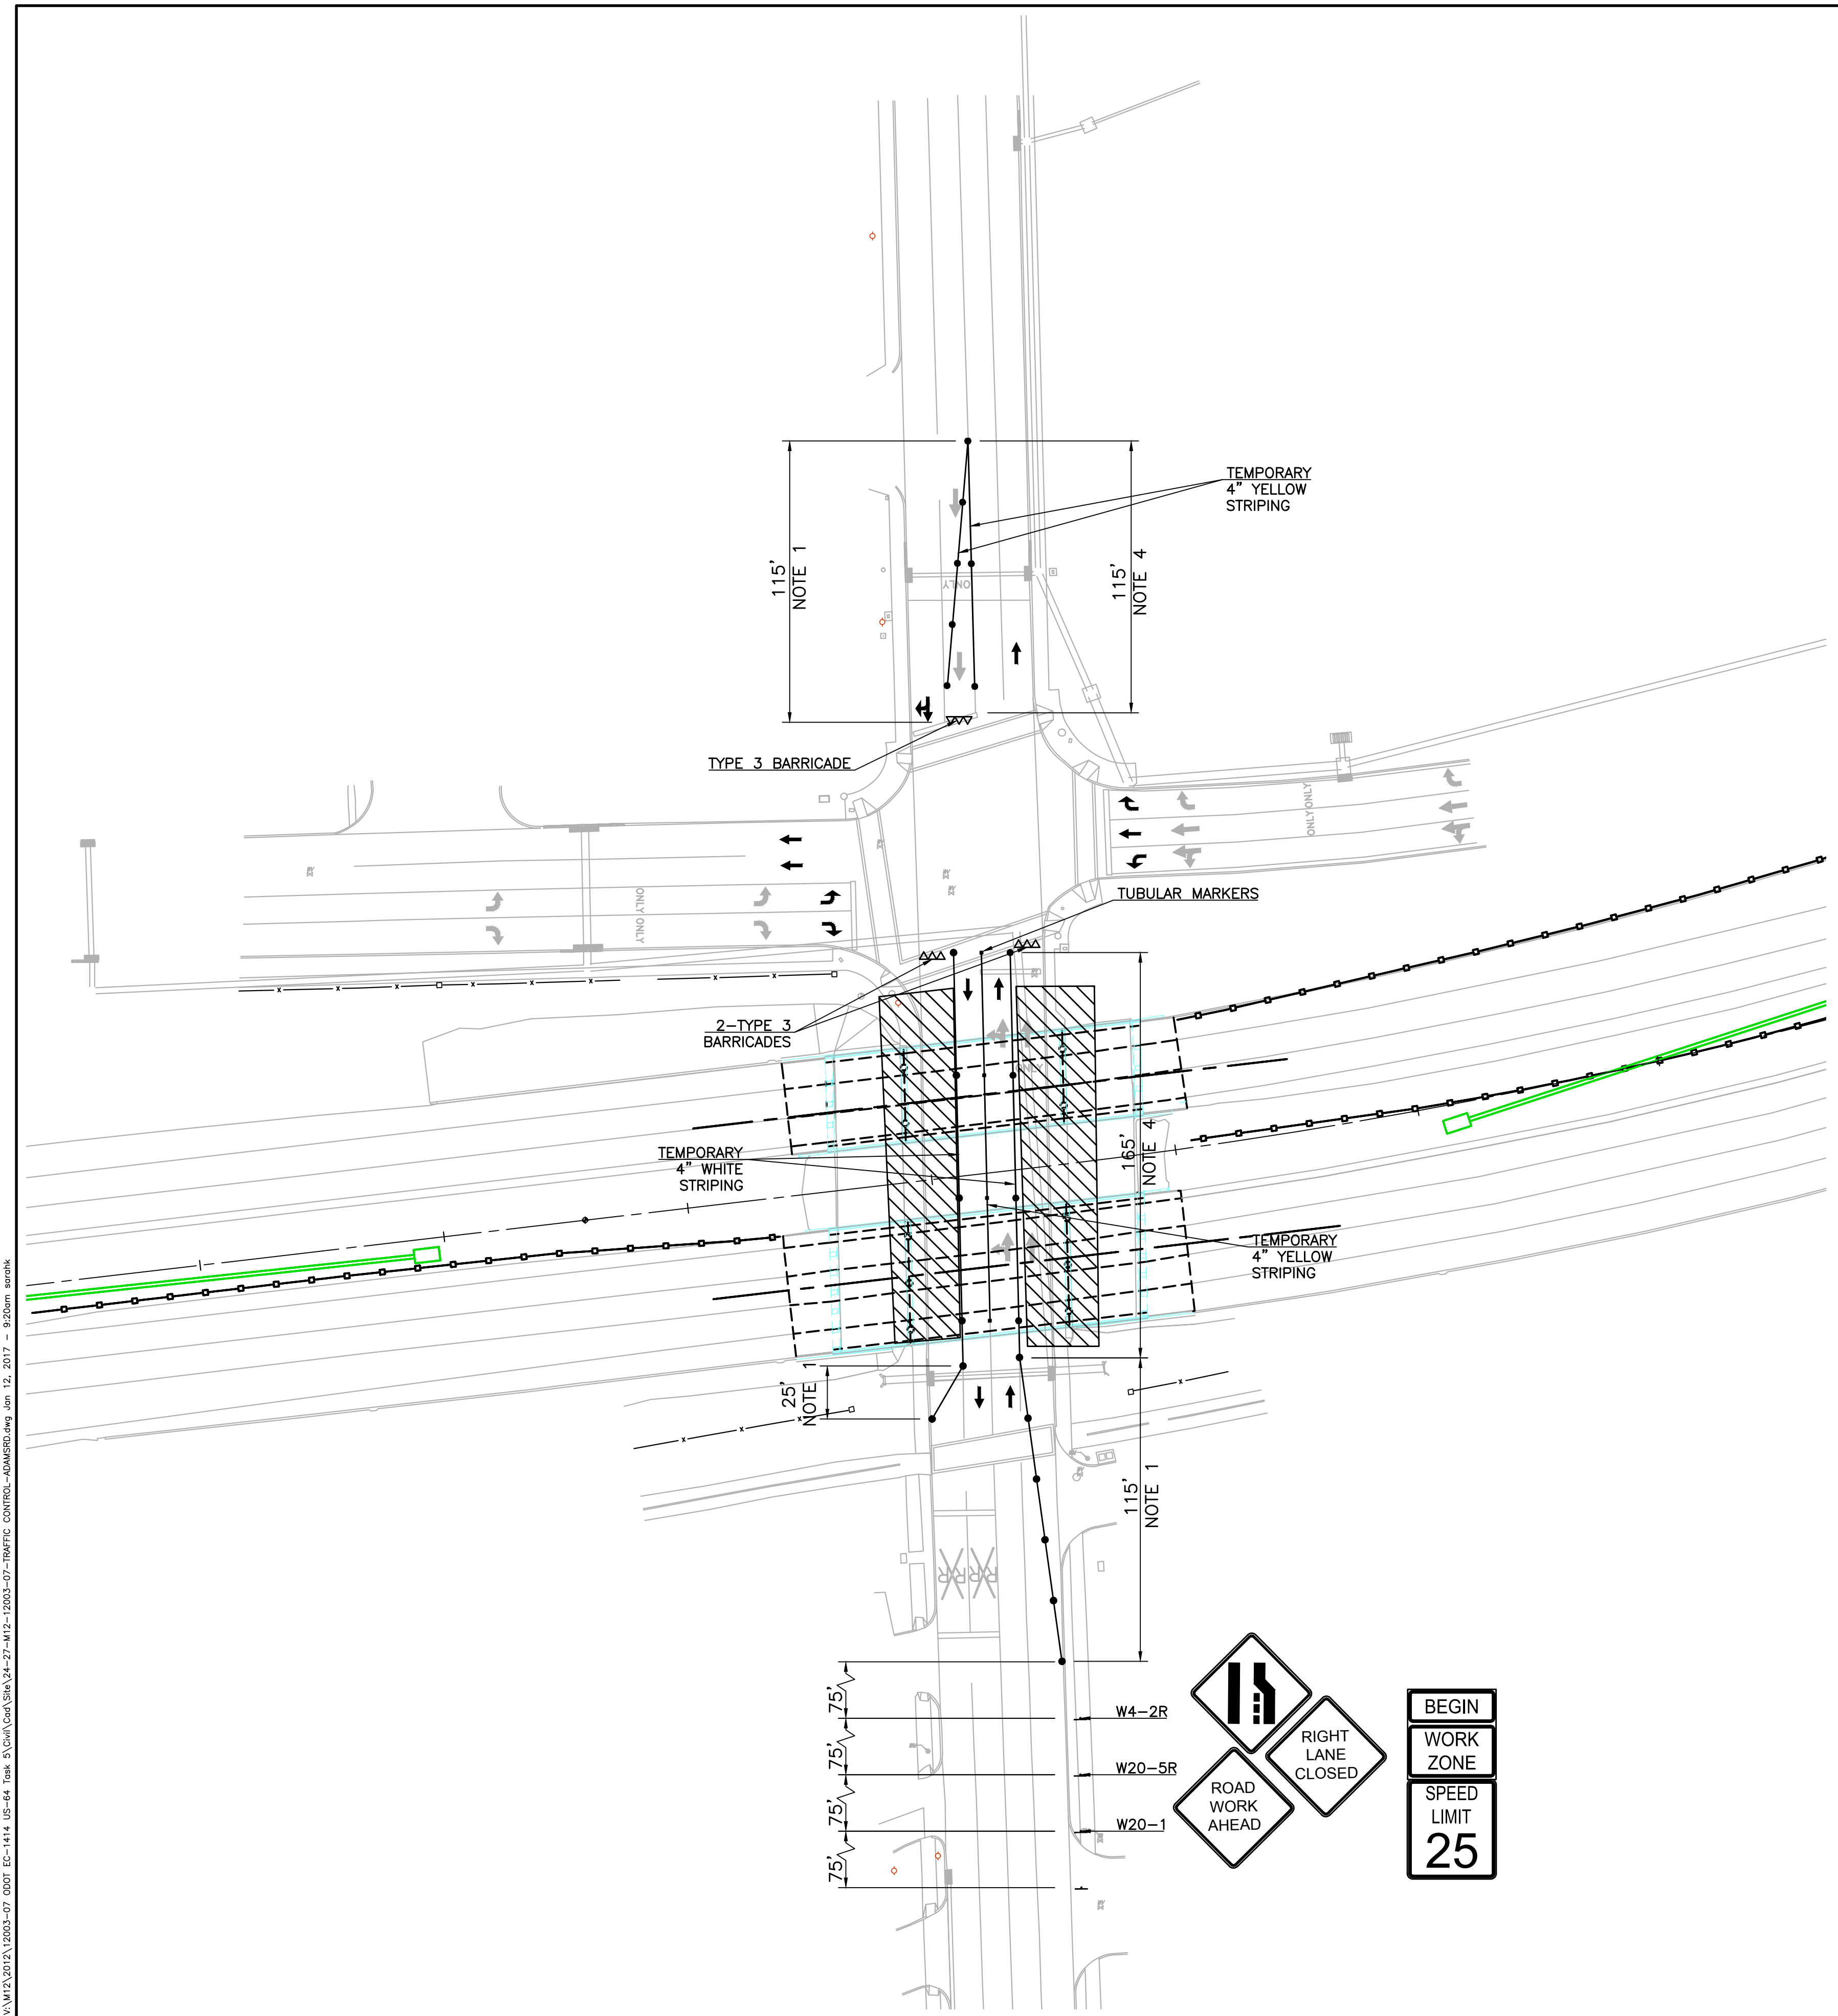 TEMPORARY
4" YELLOW
STRIPING
115'
NOTE 1
115'
NOTE 4
ONLY
TYPE 3 BARRICADE
ONLY
ONLY
ONLY
ONLY
TUBULAR MARKERS
2-TYPE 3
BARRICADES
ONLY
TEMPORARY
4" WHITE
STRIPING
165'
NOTE 4
TEMPORARY
4" YELLOW
STRIPING
25'
NOTE 1
115'
NOTE 1
RR
RR
75'
W4-2R
75'
W20-5R
75'
W20-1
75'
RIGHT
LANE
CLOSED
ROAD
WORK
AHEAD
BEGIN
WORK
ZONE
SPEED
LIMIT
25
V:\M12\2012\12003-07 ODOT EC-1414 US-64 Task 5\Civil\Cad\Site\24-27-M12-12003-07-TRAFFIC CONTROL-ADAMSRD.dwg Jan 12, 2017 - 9:20am sarahk